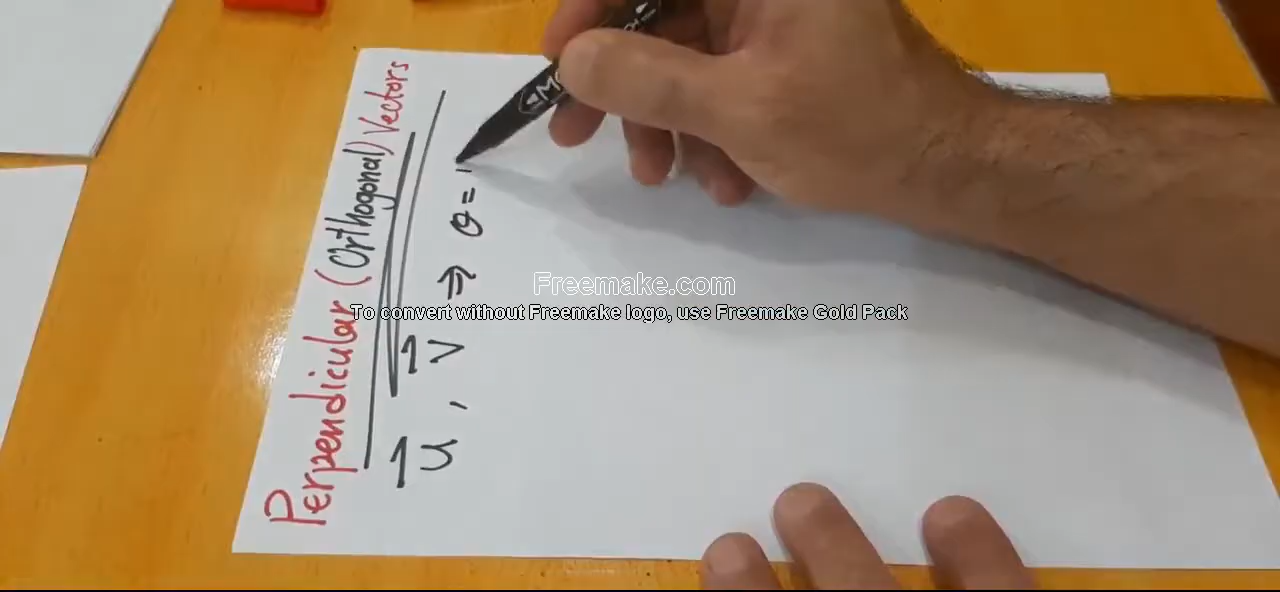 Perpendicular (Orthogonal) Vectors
u, v ⇒ θ =
Freemake.com
To convert without Freemake logo, use Freemake Gold Pack